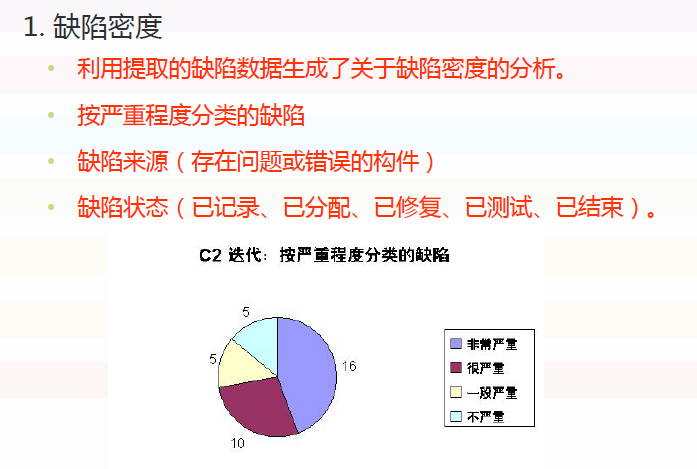 1. 缺陷密度
• 利用提取的缺陷数据生成了关于缺陷密度的分析。
• 按严重程度分类的缺陷
• 缺陷来源（存在问题或错误的构件）
• 缺陷状态（已记录、已分配、已修复、已测试、已结束）。
C2 迭代：按严重程度分类的缺陷
5
16
5
10
非常严重
很严重
一段严重
不严重